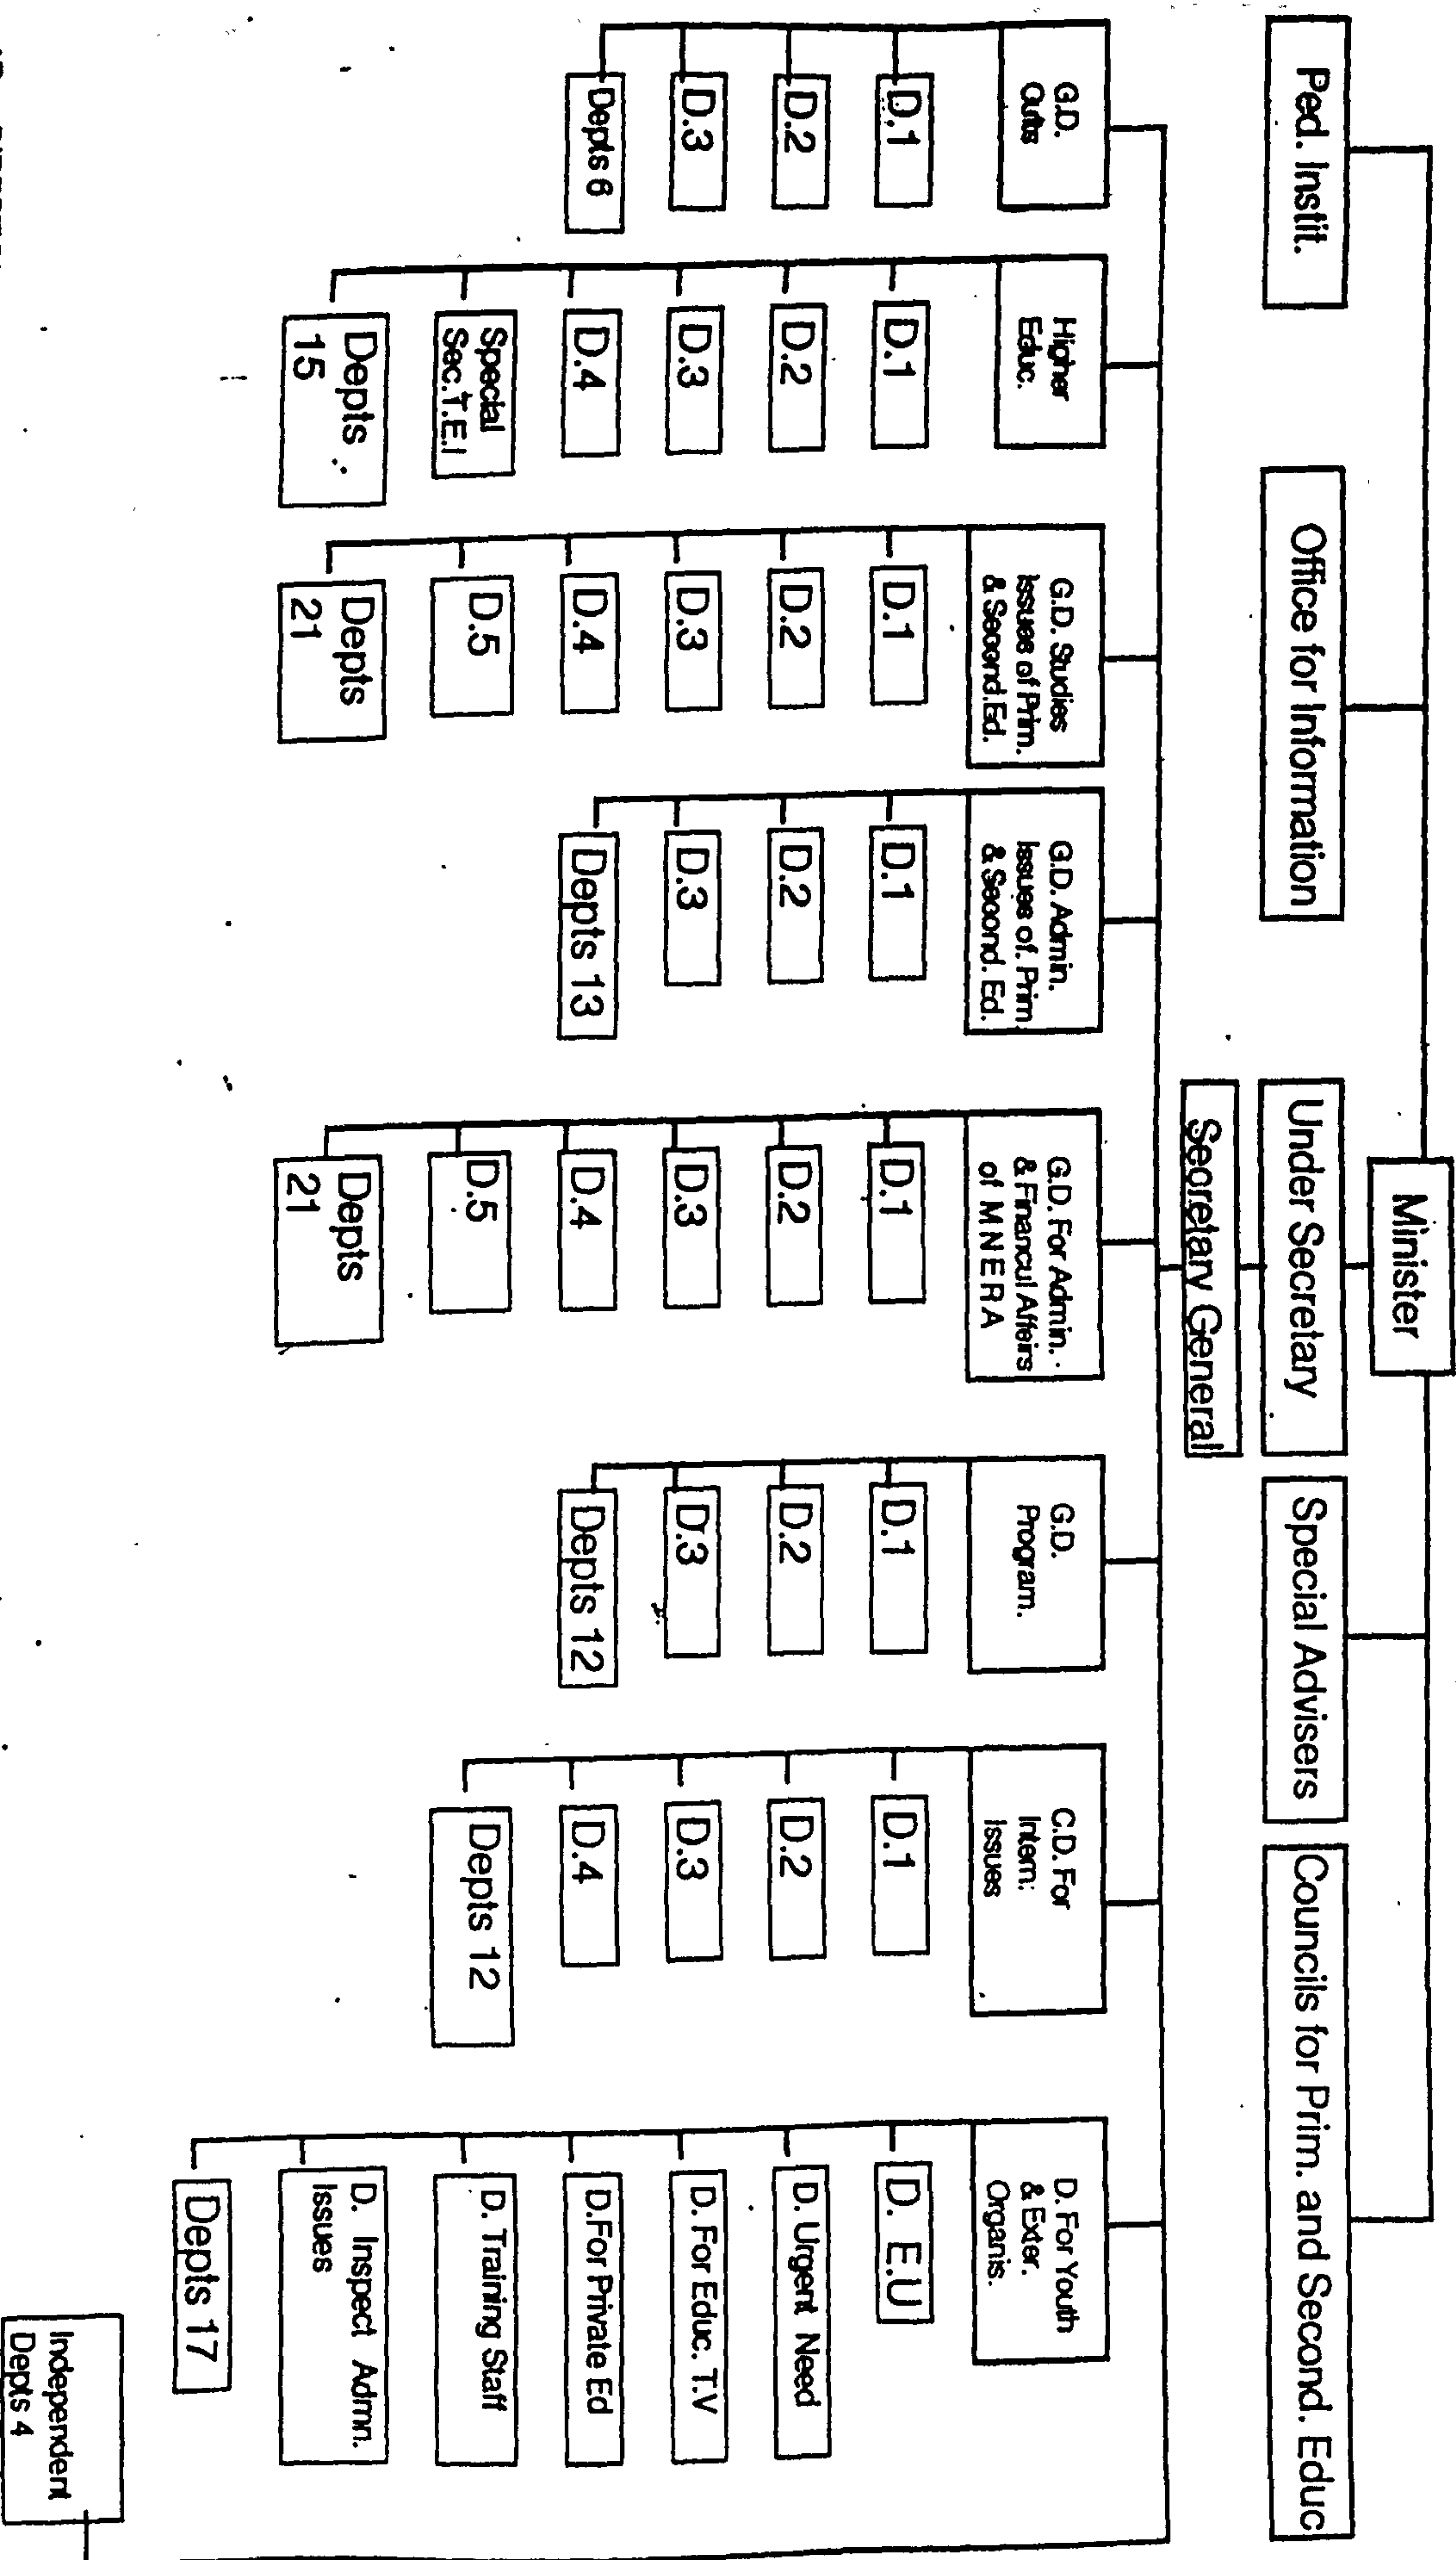 Minister
Ped. Instit.
Office for Information
Under Secretary
Special Advisers
Councils for Prim. and Second. Educ
Secretary General
G.D.
Cults
D.1
D.2
D.3
Depts 6
Higher
Educ.
D.1
D.2
D.3
D.4
Special
Sec.T.E.I
Depts
15
G.D. Studies
Issues of Prim.
& Second.Ed.
D.1
D.2
D.3
D.4
D.5
Depts
21
G.D. Admin.
Issues of. Prim.
& Second. Ed.
D.1
D.2
D.3
Depts 13
G.D. For Admin.
& Financul Affeirs
of M N E R A
D.1
D.2
D.3
D.4
D.5
Depts
21
G.D.
Program.
D.1
D.2
D.3
Depts 12
C.D. For
Intern:
Issues
D.1
D.2
D.3
D.4
Depts 12
D. For Youth
& Exter.
Organis.
D. E.U
D. Urgent Need
D. For Educ. T.V
D.For Private Ed
D. Training Staff
D. Inspect Admn.
Issues
Depts 17
Independent
Depts 4